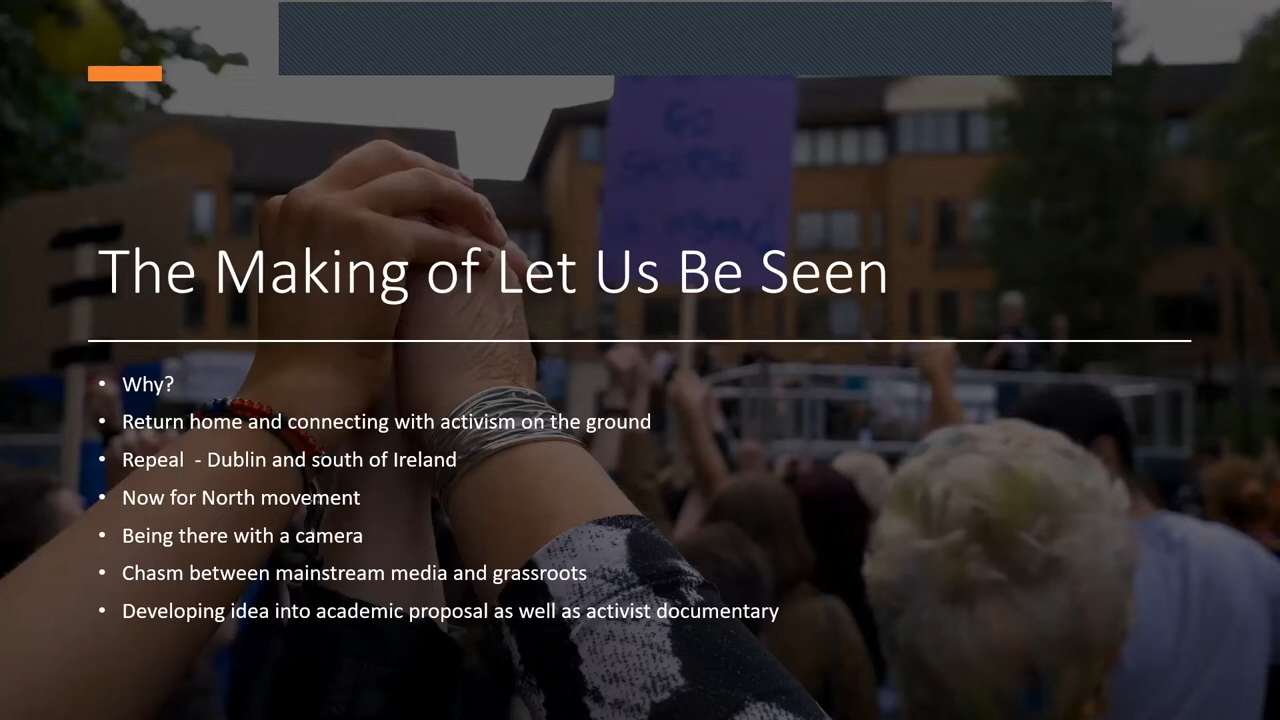 Go
The Making of Let Us Be Seen
• Why?
• Return home and connecting with activism on the ground
• Repeal - Dublin and south of Ireland
• Now for North movement
• Being there with a camera
• Chasm between mainstream media and grassroots
• Developing idea into academic proposal as well as activist documentary